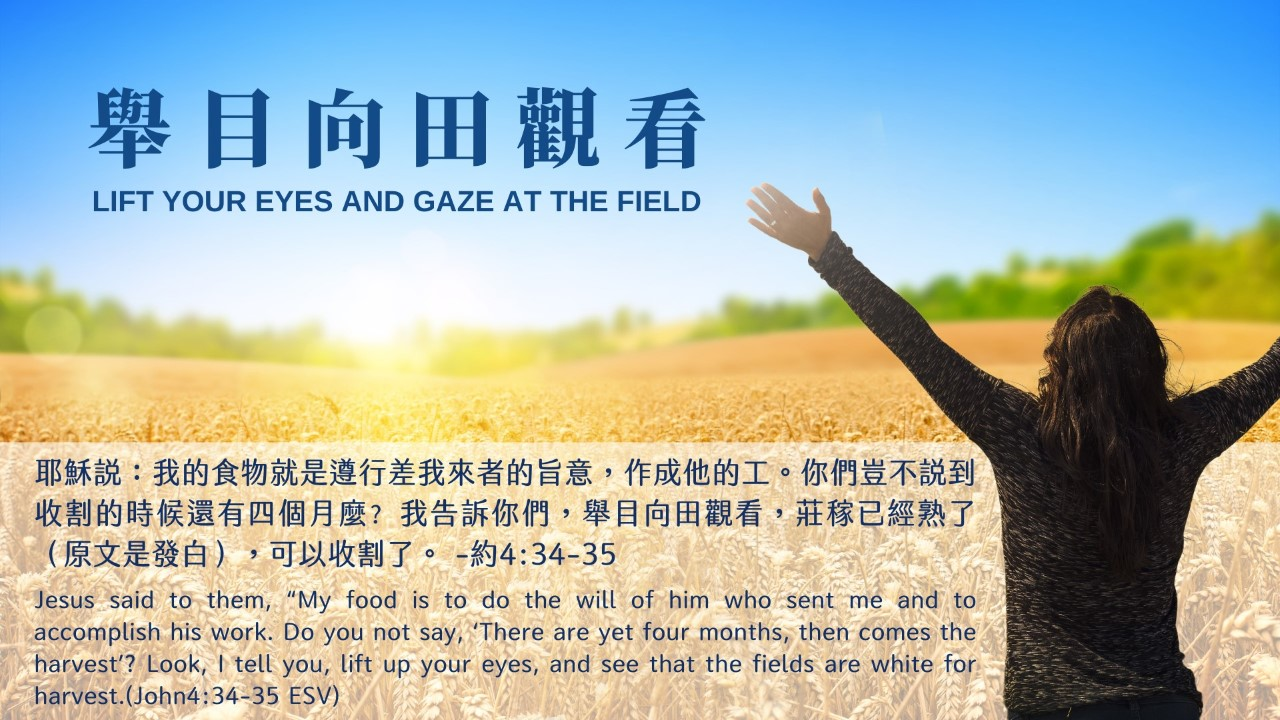 舉目向田觀看
LIFT YOUR EYES AND GAZE AT THE FIELD
耶穌説：我的食物就是遵行差我來者的旨意，作成他的工。你們豈不説到
收割的時候還有四個月麼? 我告訴你們，舉目向田觀看，莊稼已經熟了
（原文是發白），可以收割了。 -約4:34-35
Jesus said to them, “My food is to do the will of him who sent me and to
accomplish his work. Do you not say, ‘There are yet four months, then comes the
harvest’? Look, I tell you, lift up your eyes, and see that the fields are white for
harvest.(John4:34-35 ESV)